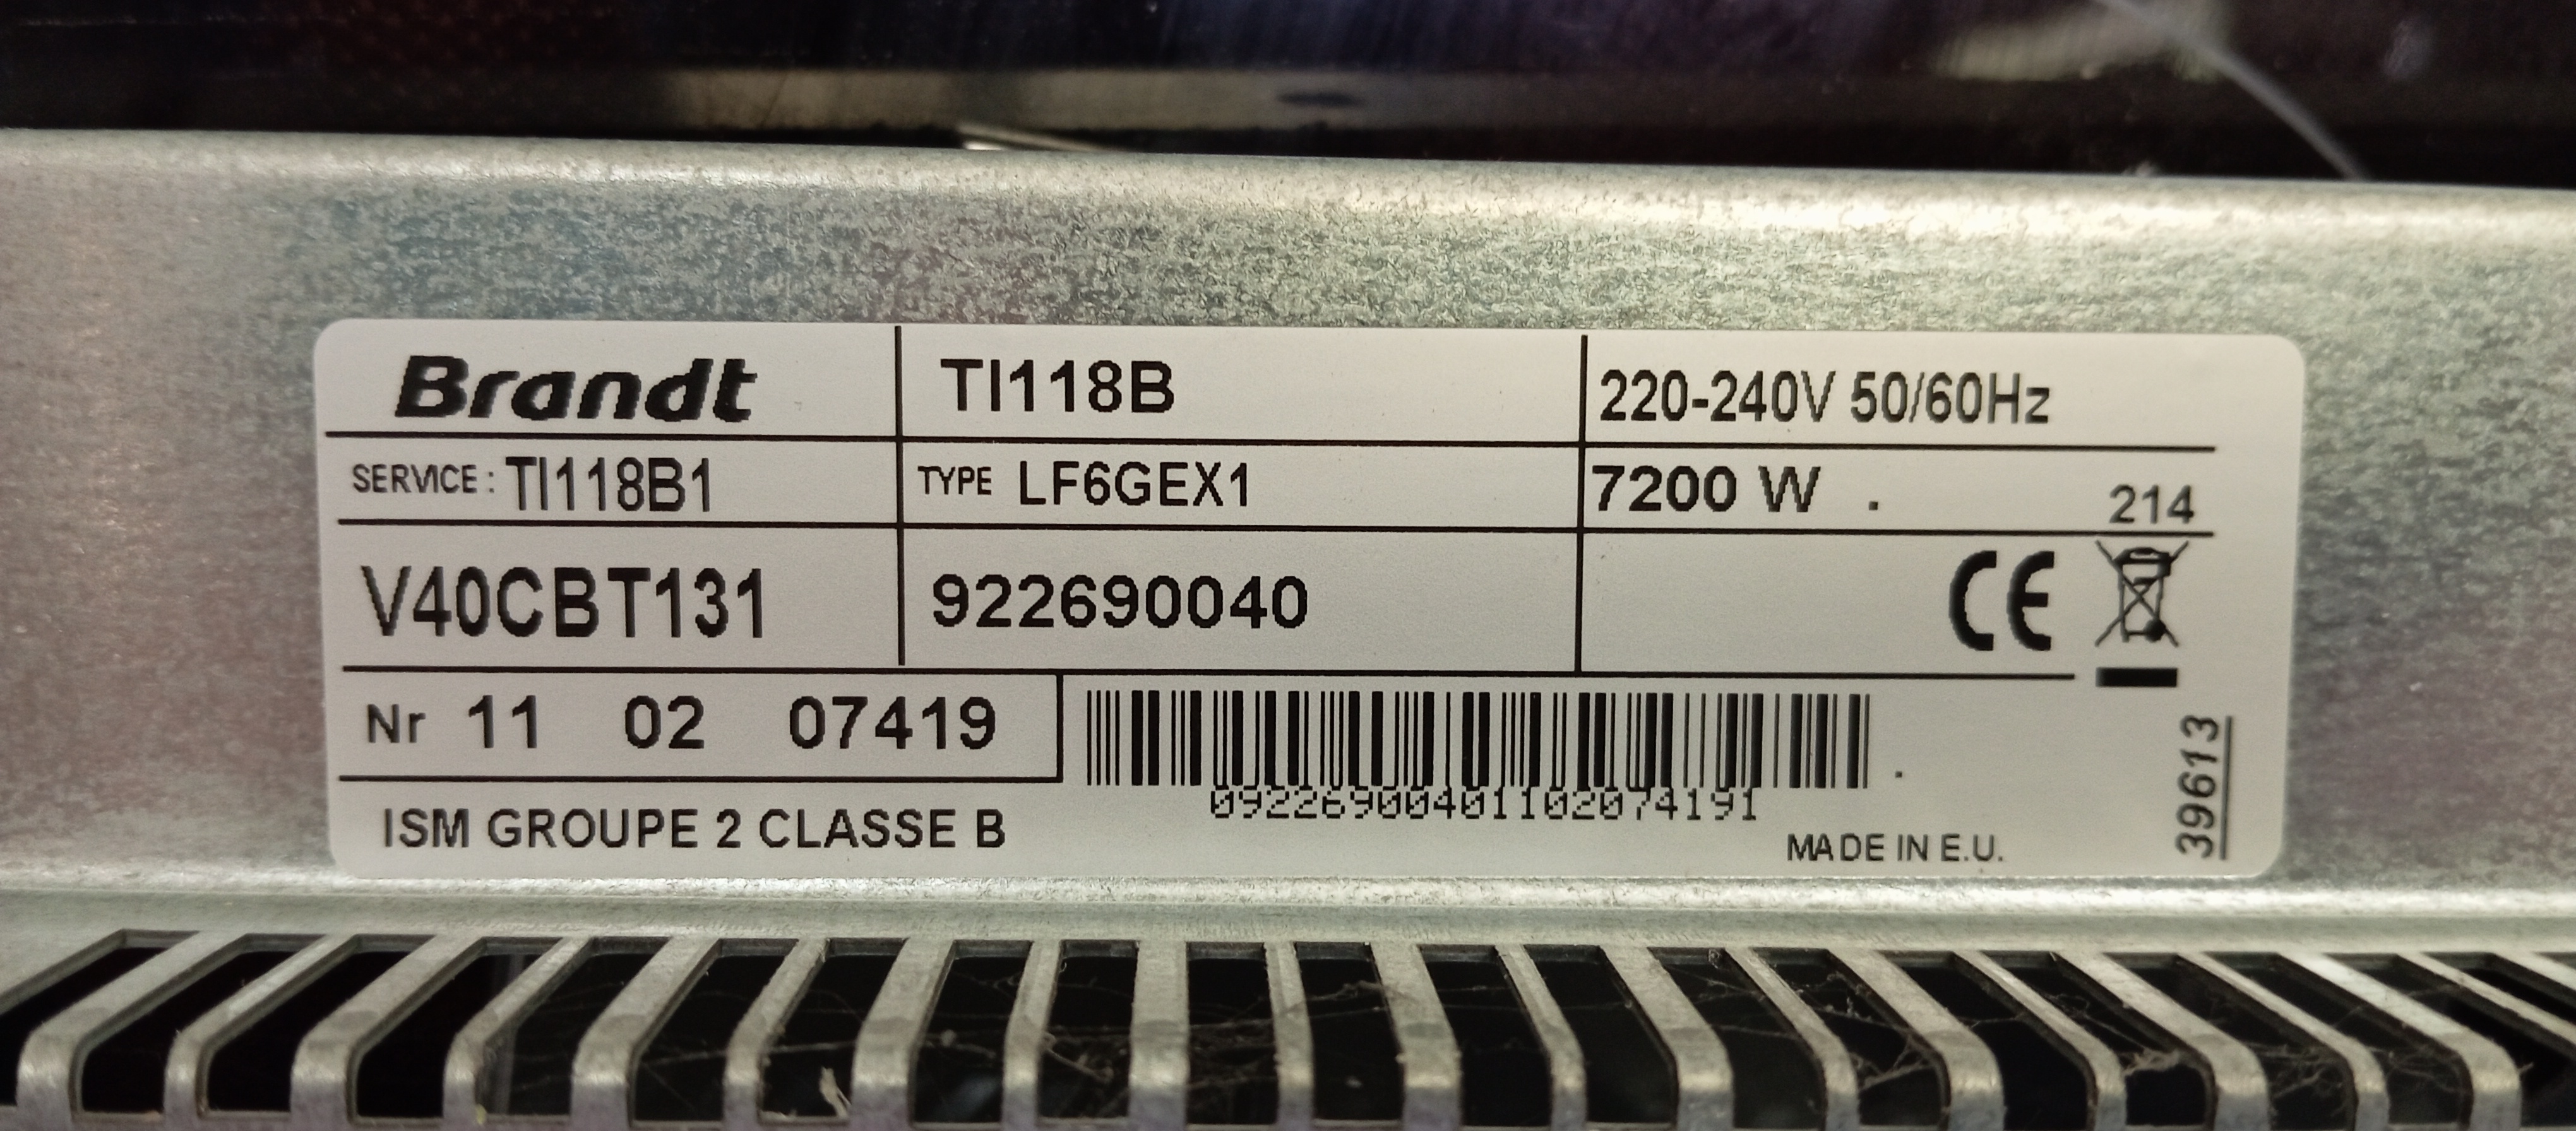 Brandt TI118B 220-240V 50/60Hz
SERVICE : TI118B1 TYPE LF6GEX1 7200 W . 214
V40CBT131 922690040 CE
Nr 11 02 07419
09226900401102074191
ISM GROUPE 2 CLASSE B
MADE IN E.U.
39613